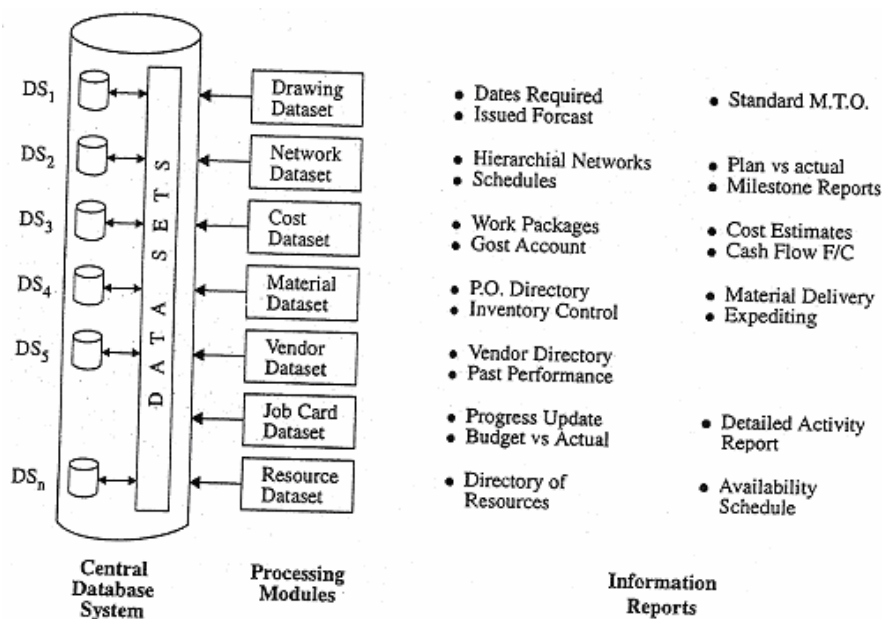 DS1
Drawing
Dataset
• Dates Required
• Issued Forcast
• Standard M.T.O.
DS2
Network
Dataset
• Hierarchial Networks
• Schedules
• Plan vs actual
• Milestone Reports
DS3
Cost
Dataset
• Work Packages
• Gost Account
• Cost Estimates
• Cash Flow F/C
DS4
Material
Dataset
• P.O. Directory
• Inventory Control
• Material Delivery
• Expediting
DS5
Vendor
Dataset
• Vendor Directory
• Past Performance
Job Card
Dataset
• Progress Update
• Budget vs Actual
• Detailed Activity
Report
DSn
Resource
Dataset
• Directory of
Resources
• Availability
Schedule
DATA SETS
Central
Database
System
Processing
Modules
Information
Reports